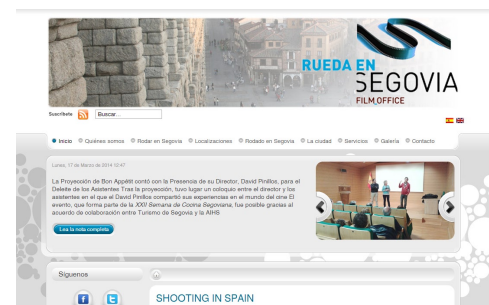 RUEDA EN
SEGOVIA
FILM OFFICE
Suscríbete
Buscar...
Inicio
Quiénes somos
Rodar en Segovia
Localizaciones
Rodado en Segovia
La ciudad
Servicios
Galería
Contacto
Lunes, 17 de Marzo de 2014 10:47
La Proyección de Bon Appétit contó con la Presencia de su Director, David Pinillos, para el
Deleite de los Asistentes Tras la proyección, tuvo lugar un coloquio entre el director y los
asistentes en el que David Pinillos compartió sus experiencias en el mundo del cine El
evento, que forma parte de la XXII Semana de Cocina Segoviana, fue posible gracias al
acuerdo de colaboración entre Turismo de Segovia y la AIHB
Lea la nota completa
Síguenos
SHOOTING IN SPAIN